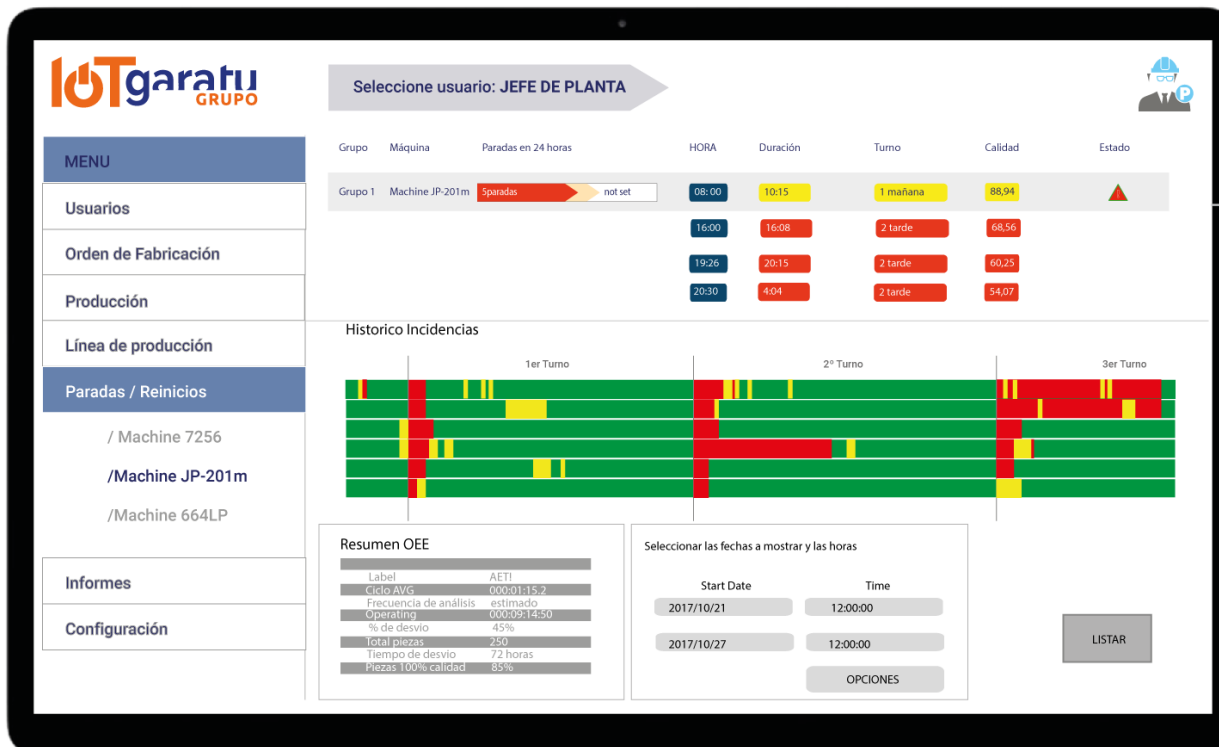 IOTgaratu
GRUPO
Seleccione usuario: JEFE DE PLANTA
P
MENU
Usuarios
Orden de Fabricación
Producción
Línea de producción
Paradas / Reinicios
/ Machine 7256
/Machine JP-201m
/Machine 664LP
Informes
Configuración
Grupo Máquina Paradas en 24 horas HORA Duración Turno Calidad Estado
Grupo 1 Machine JP-201m 5paradas not set 08:00 10:15 1 mañana 88,94
16:00 16:08 2 tarde 68,56
19:26 20:15 2 tarde 60,25
20:30 4:04 2 tarde 54,07
Historico Incidencias
1er Turno 2º Turno 3er Turno
Resumen OEE
Label AET!
Ciclo AVG 000:01:15.2
Frecuencia de análisis estimado
Operating 000:09:14:50
% de desvio 45%
Total piezas 250
Tiempo de desvio 72 horas
Piezas 100% calidad 85%
Seleccionar las fechas a mostrar y las horas
Start Date Time
2017/10/21 12:00:00
2017/10/27 12:00:00
OPCIONES
LISTAR